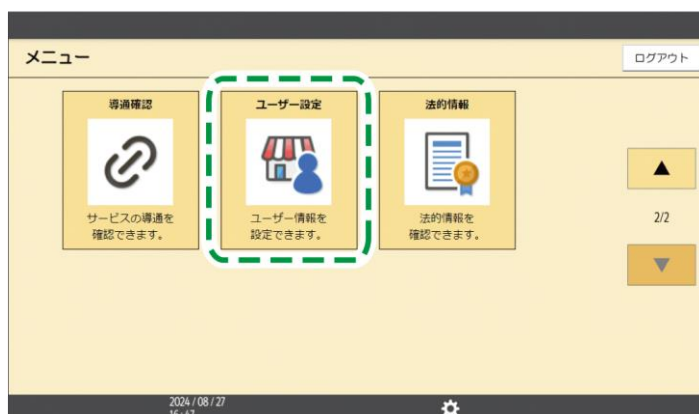 メニュー
ログアウト
導通確認
ユーザー設定
法的情報
サービスの導通を
確認できます。
ユーザー情報を
設定できます。
法的情報を
確認できます。
▲
2/2
▼
2024 / 08 / 27